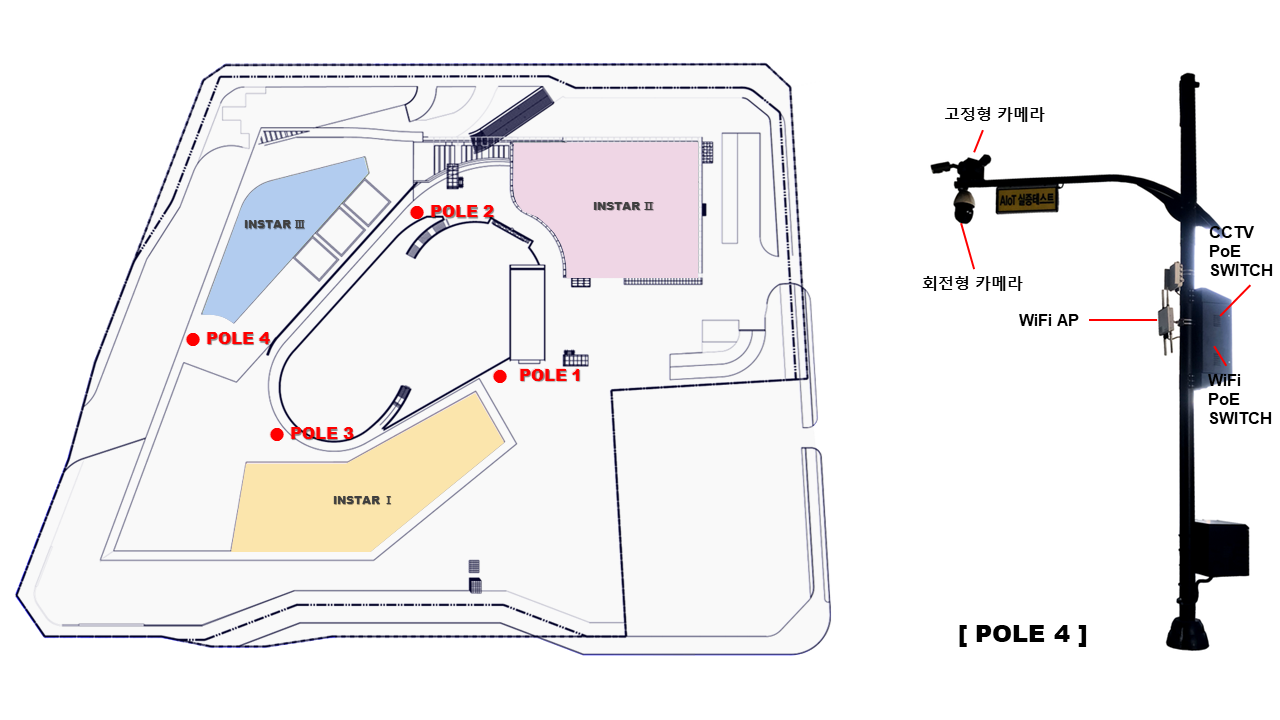 INSTAR Ⅲ
INSTAR Ⅱ
POLE 2
POLE 4
POLE 1
POLE 3
INSTAR Ⅰ
고정형 카메라
AIoT 실증테스트
회전형 카메라
CCTV
PoE
SWITCH
WiFi AP
WiFi
PoE
SWITCH
[ POLE 4 ]